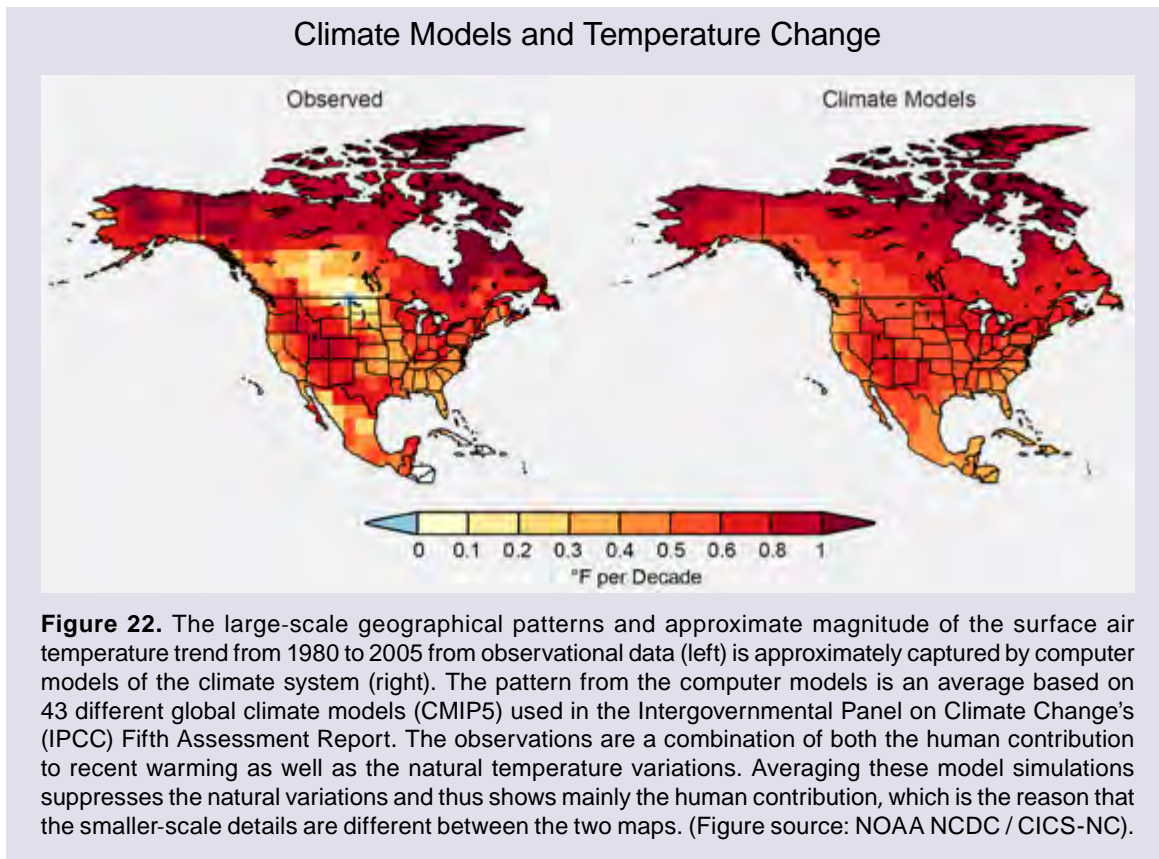 Climate Models and Temperature Change
Observed
Climate Models
0 0.1 0.2 0.3 0.4 0.5 0.6 0.8 1
°F per Decade
Figure 22. The large-scale geographical patterns and approximate magnitude of the surface air
temperature trend from 1980 to 2005 from observational data (left) is approximately captured by computer
models of the climate system (right). The pattern from the computer models is an average based on
43 different global climate models (CMIP5) used in the Intergovernmental Panel on Climate Change's
(IPCC) Fifth Assessment Report. The observations are a combination of both the human contribution
to recent warming as well as the natural temperature variations. Averaging these model simulations
suppresses the natural variations and thus shows mainly the human contribution, which is the reason that
the smaller-scale details are different between the two maps. (Figure source: NOAA NCDC / CICS-NC).